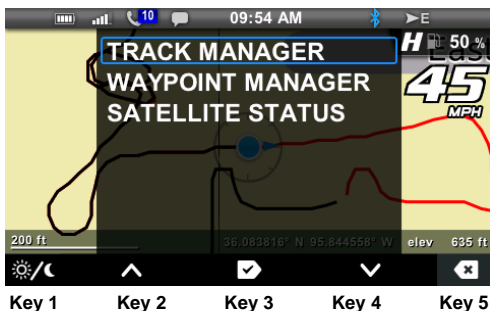 10 09:54 AM E
TRACK MANAGER
H 50 %
WAYPOINT MANAGER
45
SATELLITE STATUS
MPH
200 ft 36.083816° N 95.844558° W elev 635 ft
Key 1 Key 2 Key 3 Key 4 Key 5